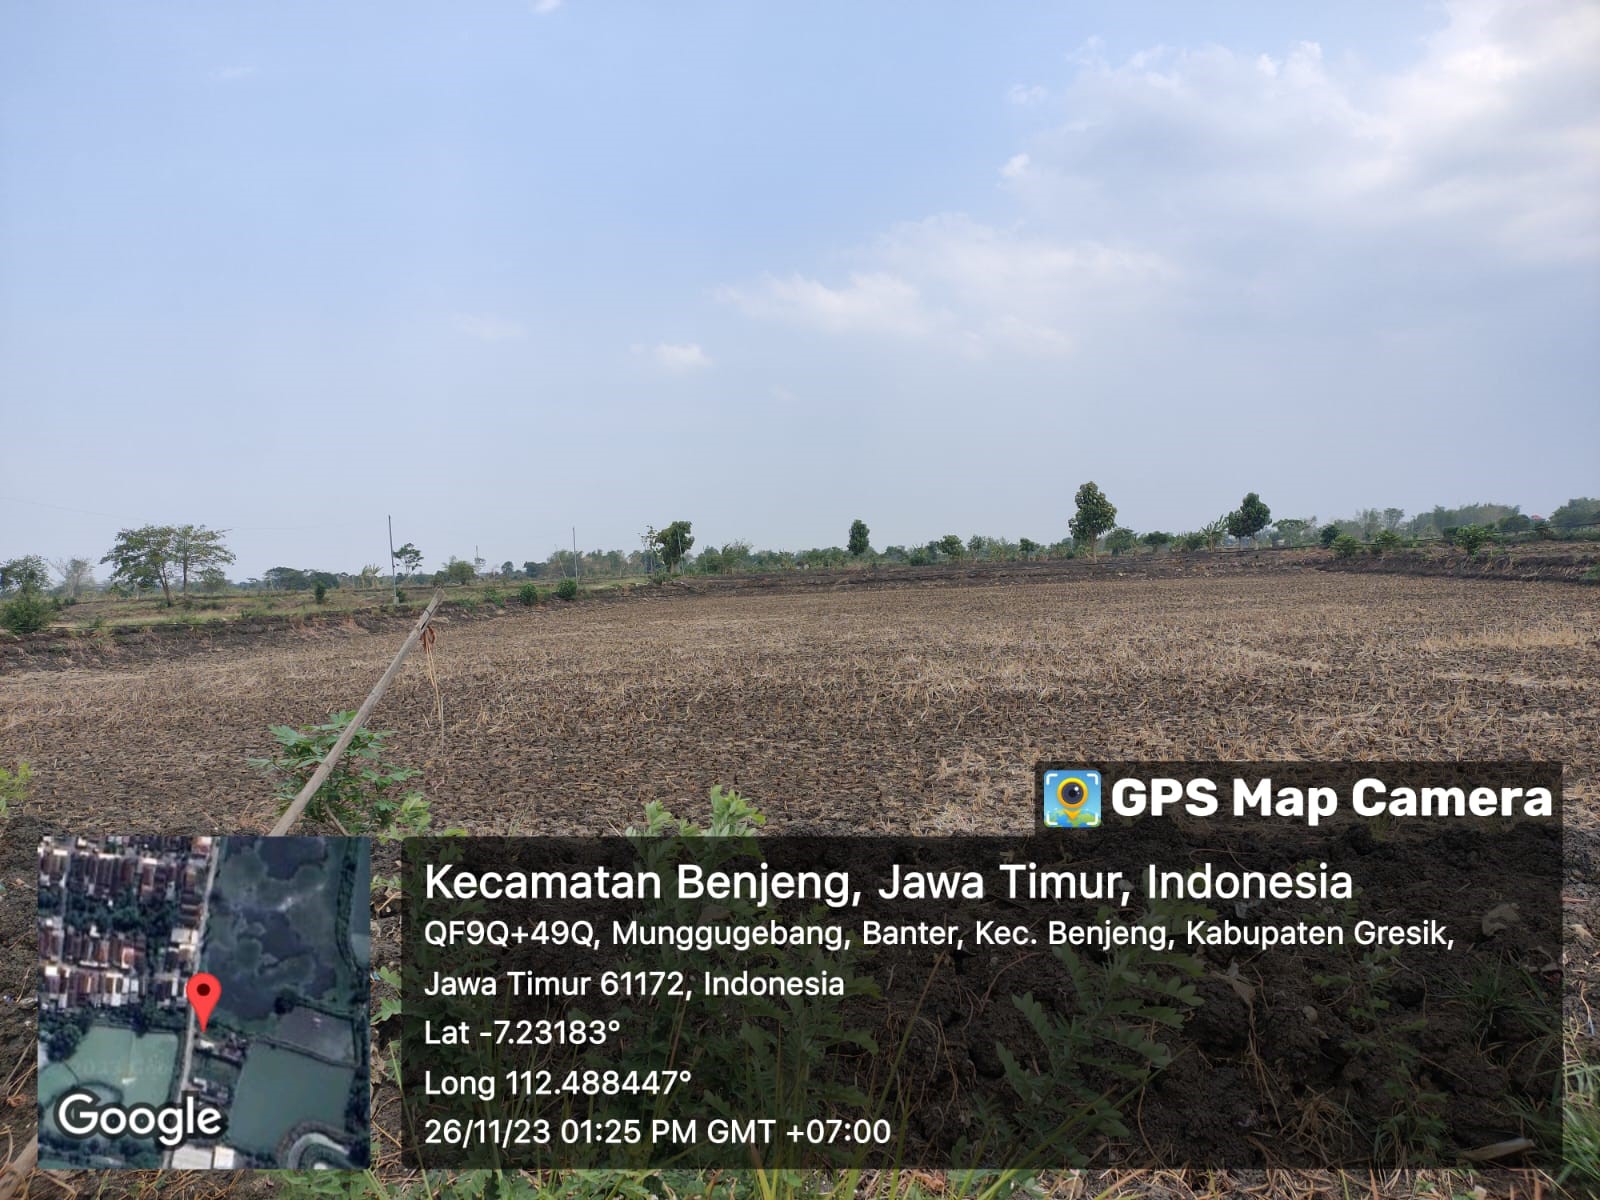 GPS Map Camera
Kecamatan Benjeng, Jawa Timur, Indonesia
QF9Q+49Q, Munggugebang, Banter, Kec. Benjeng, Kabupaten Gresik,
Jawa Timur 61172, Indonesia
Lat -7.23183°
Long 112.488447°
26/11/23 01:25 PM GMT +07:00
Google